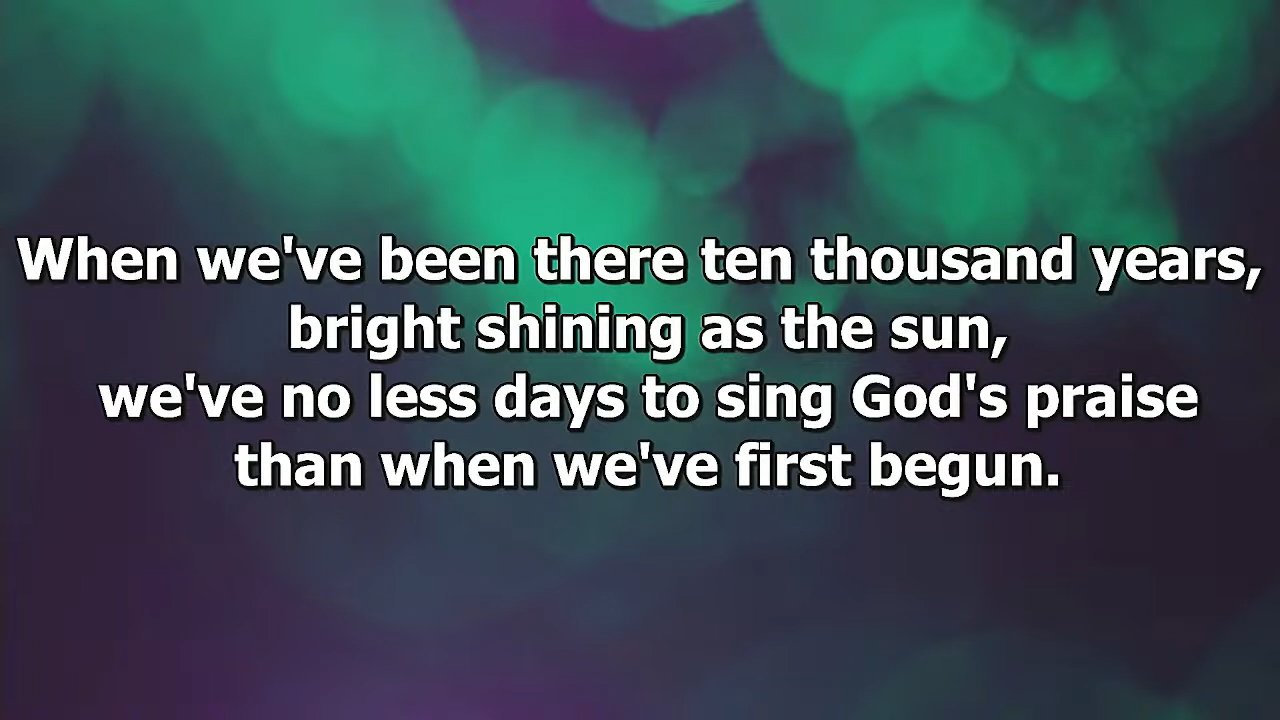 When we've been there ten thousand years,
bright shining as the sun,
we've no less days to sing God's praise
than when we've first begun.